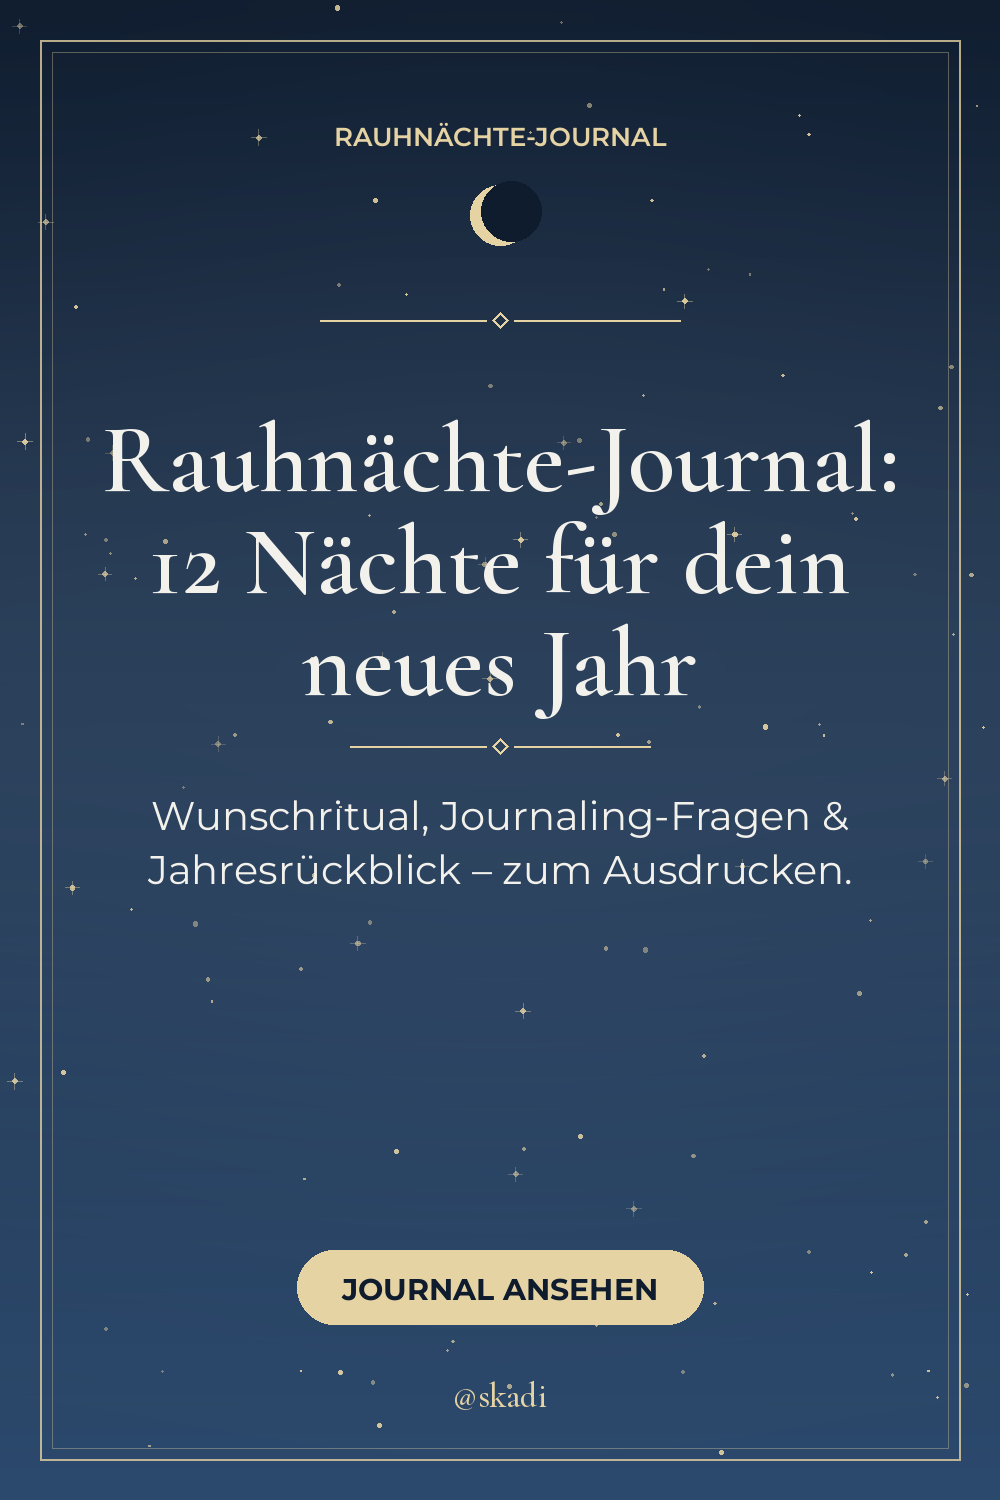 RAUHNÄCHTE-JOURNAL
Rauhnächte-Journal:
12 Nächte für dein
neues Jahr
Wunschritual, Journaling-Fragen &
Jahresrückblick – zum Ausdrucken.
JOURNAL ANSEHEN
@skadi